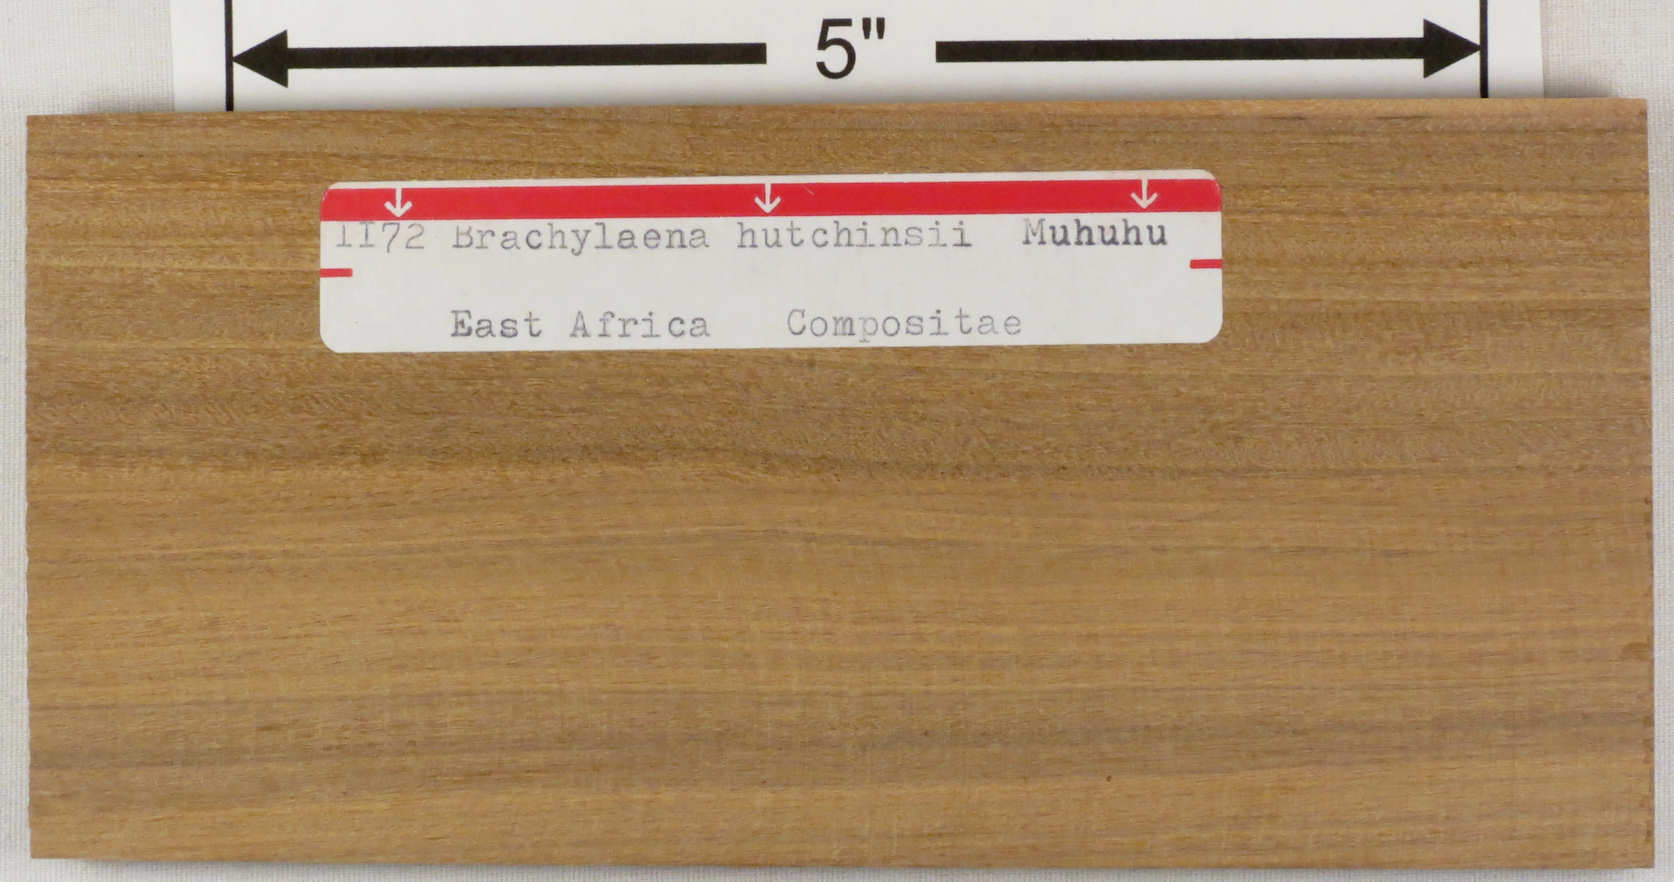 5"
1172 Brachylaena hutchinsii Muhuhu
East Africa Compositae